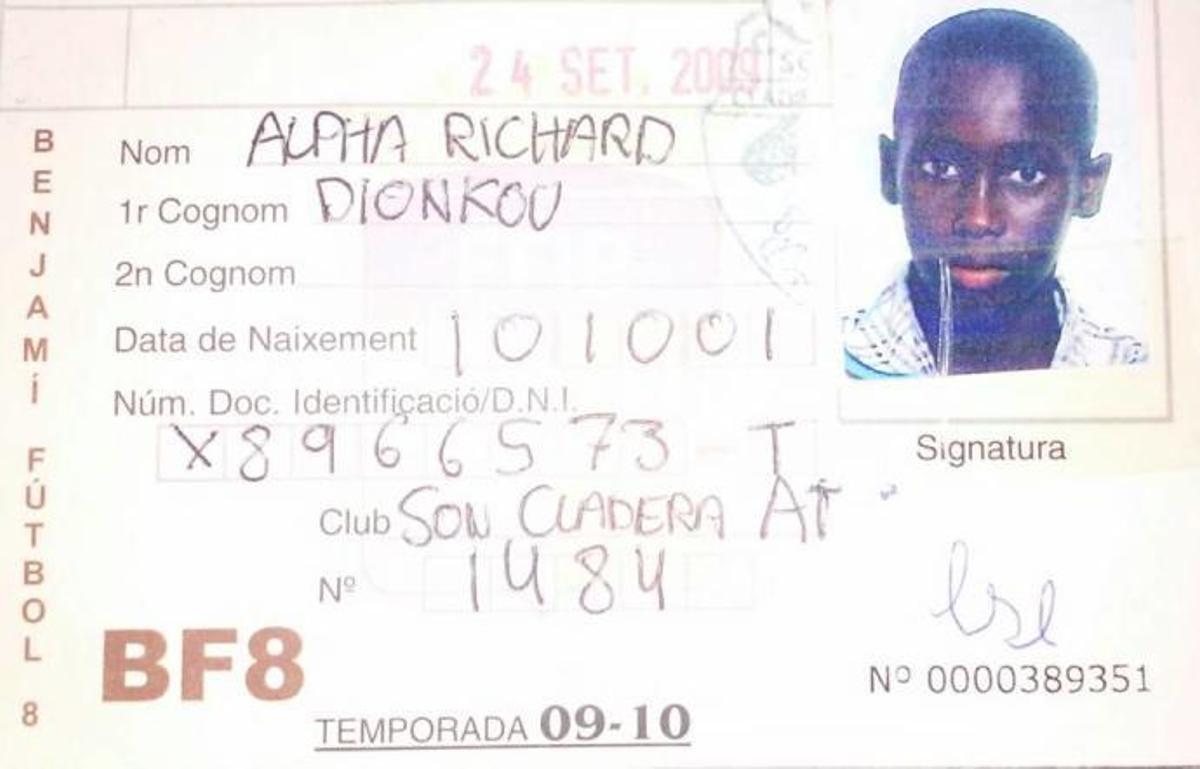 24 SET. 2009
BENJAMÍ FÚTBOL 8
Nom ALPHA RICHARD
1r Cognom DIONKOU
2n Cognom
Data de Naixement 101001
Núm. Doc. Identificació/D.N.I.
X8966573-T
Signatura
Club SON CLADERA AT
Nº 1484
BF8
Nº 0000389351
TEMPORADA 09-10